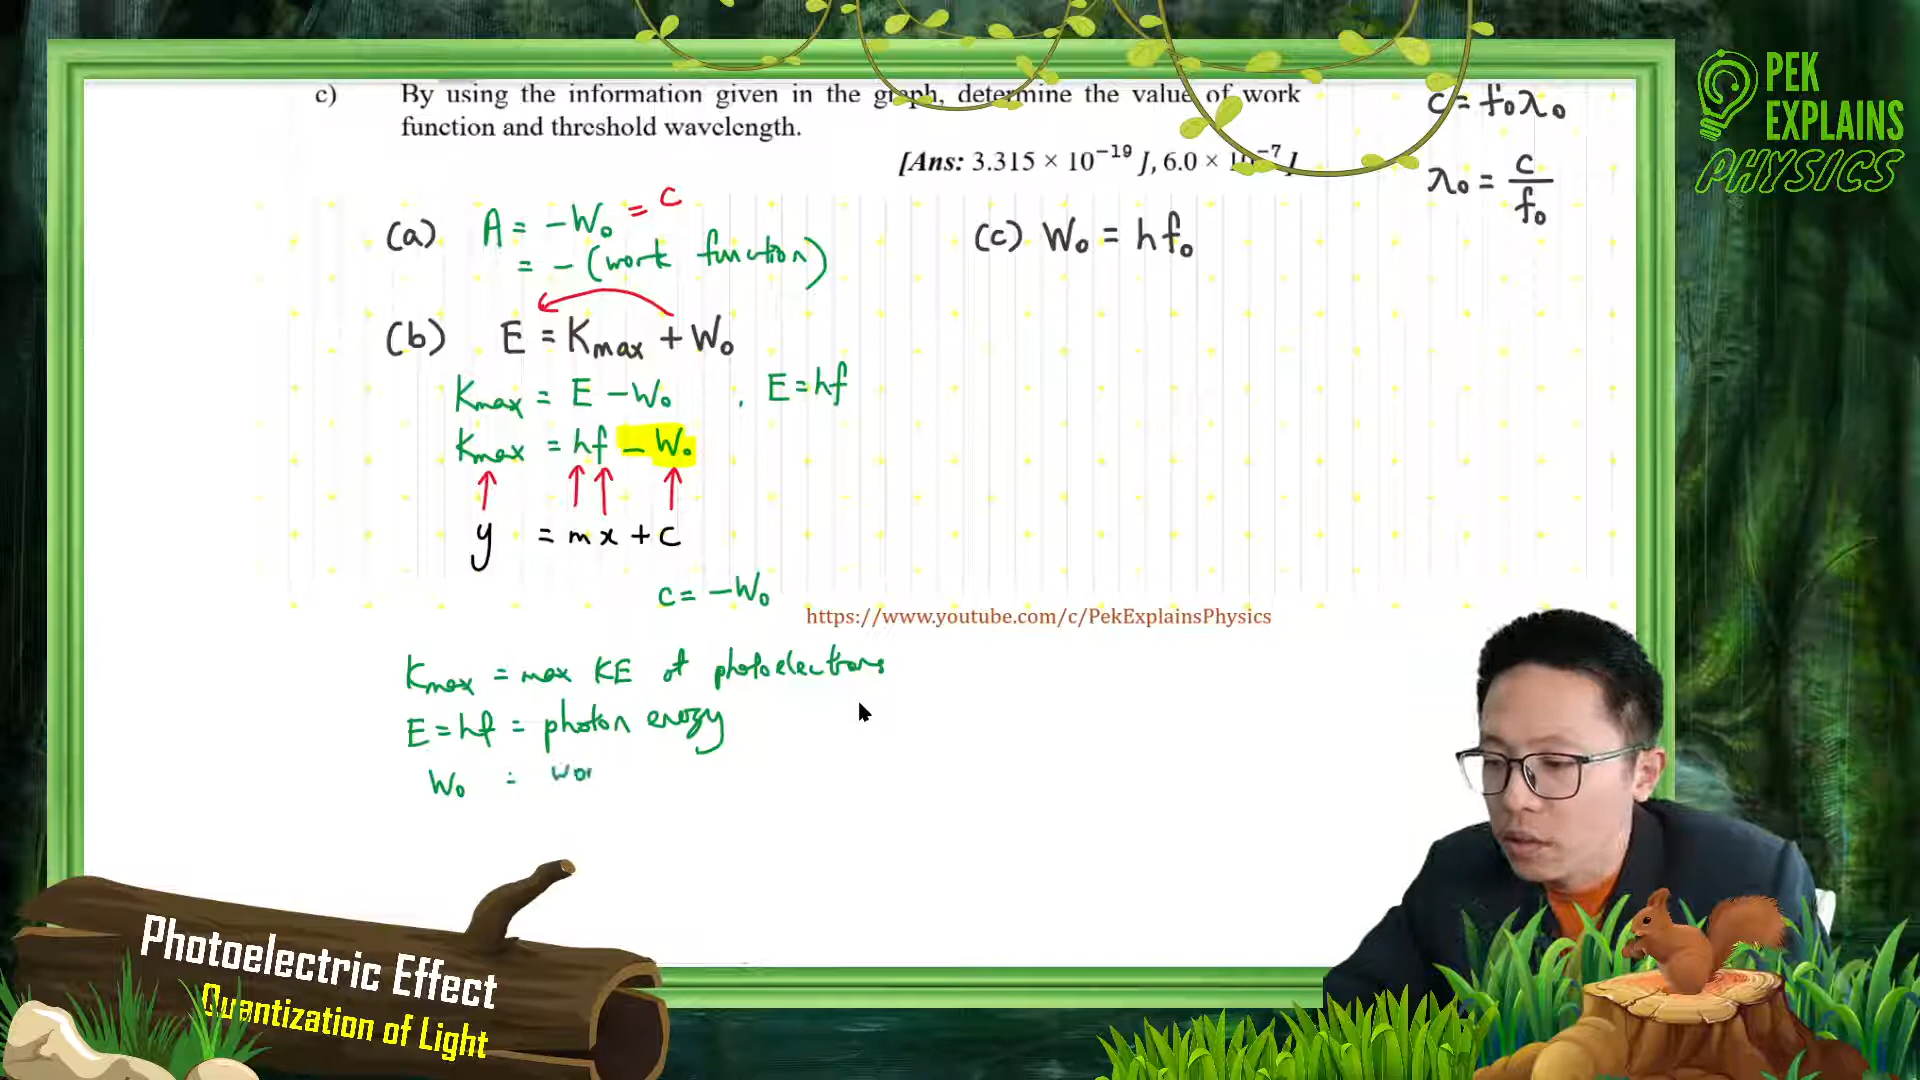 c) By using the information given in the graph, determine the value of work
function and threshold wavelength.
[Ans: 3.315 × 10⁻¹⁹ J, 6.0 × 10⁻⁷]
c = f₀λ₀
λ₀ = c / f₀
(a) A = -W₀ = c
= - (work function)
(b) E = Kmax + W₀
Kmax = E - W₀ , E = hf
Kmax = hf - W₀
y = mx + c
c = -W₀
Kmax = max KE of photoelectrons
E = hf = photon energy
W₀ = wor
(c) W₀ = hf₀
https://www.youtube.com/c/PekExplainsPhysics
PEK
EXPLAINS
PHYSICS
Photoelectric Effect
Quantization of Light